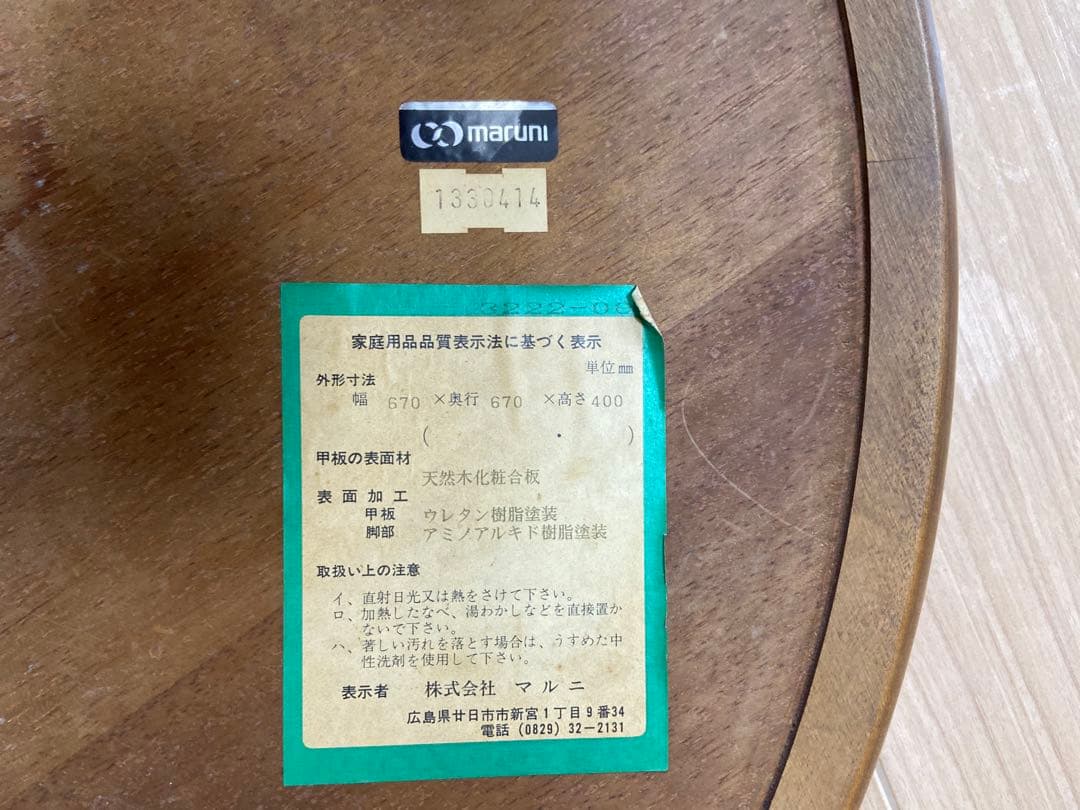 maruni
1330414
3222-08
家庭用品品質表示法に基づく表示
単位mm
外形寸法
幅 670 ×奥行 670 ×高さ 400
( ・ )
甲板の表面材
天然木化粧合板
表面加工
甲板 ウレタン樹脂塗装
脚部 アミノアルキド樹脂塗装
取扱い上の注意
イ、直射日光又は熱をさけて下さい。
ロ、加熱したなべ、湯わかしなどを直接置か
ないで下さい。
ハ、著しい汚れを落とす場合は、うすめた中
性洗剤を使用して下さい。
表示者 株式会社 マルニ
広島県廿日市市新宮1丁目9番34
電話 (0829) 32-2131